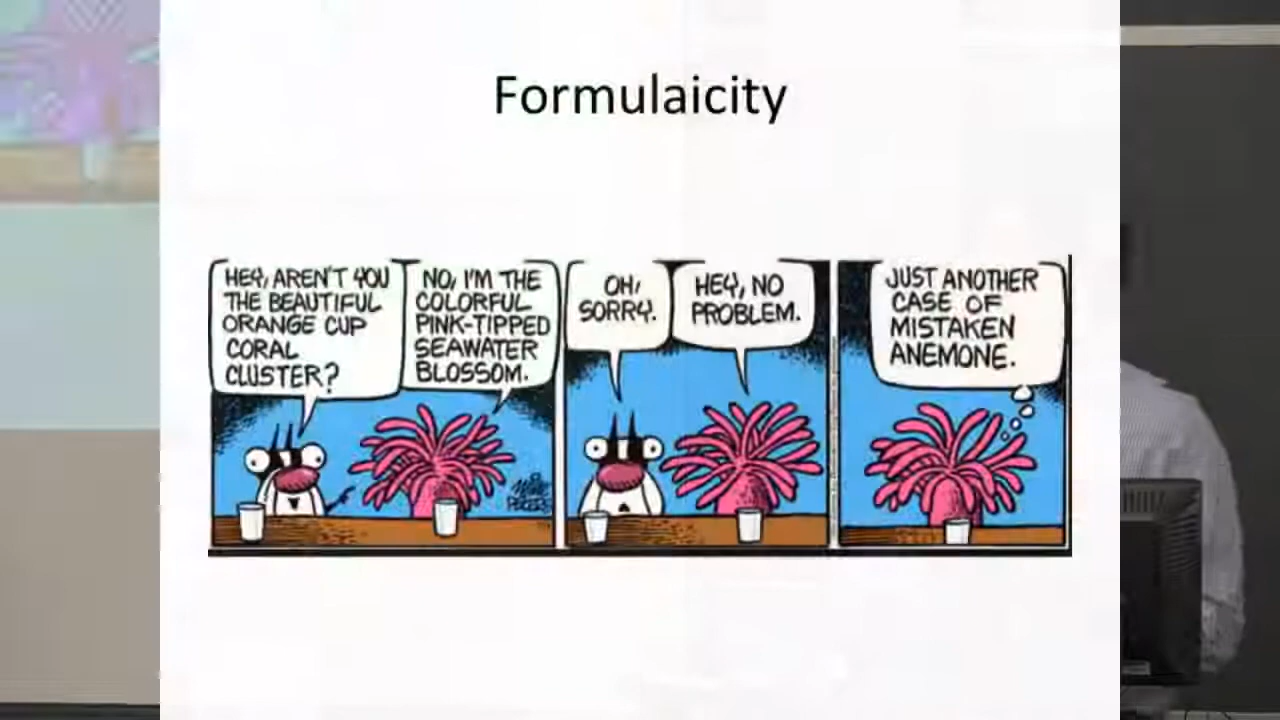 Formulaicity
HEY, AREN'T YOU
THE BEAUTIFUL
ORANGE CUP
CORAL
CLUSTER?
NO, I'M THE
COLORFUL
PINK-TIPPED
SEAWATER
BLOSSOM.
OH,
SORRY.
HEY, NO
PROBLEM.
JUST ANOTHER
CASE OF
MISTAKEN
ANEMONE.